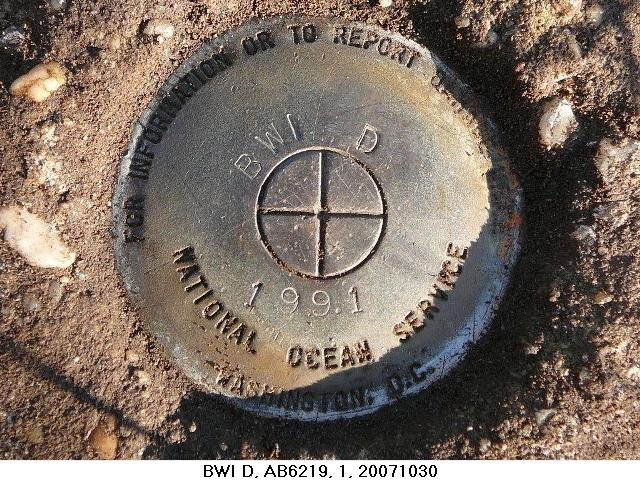 FOR INFORMATION OR TO REPORT
BWI D
1991
NATIONAL OCEAN SERVICE
WASHINGTON, D.C.
BWI D, AB6219, 1, 20071030